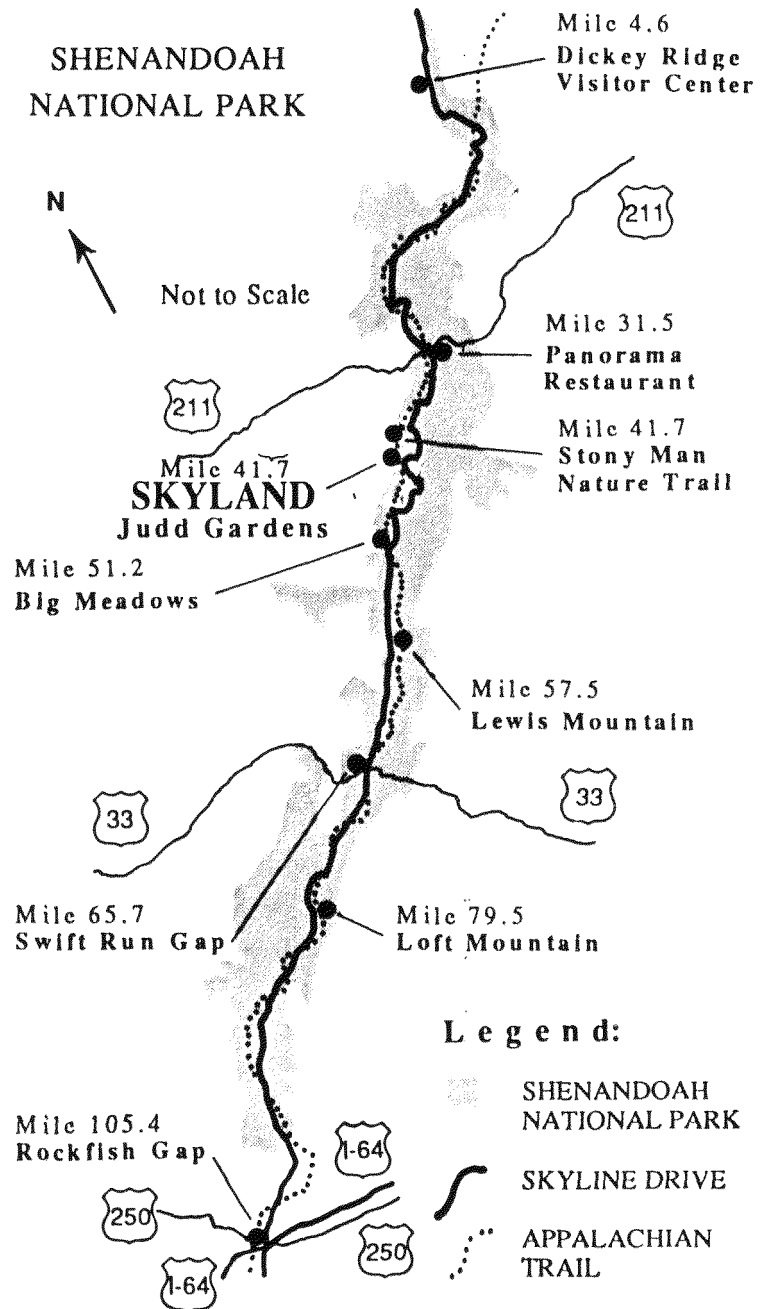 SHENANDOAH
NATIONAL PARK
Mile 4.6
Dickey Ridge
Visitor Center
N
211
Not to Scale
Mile 31.5
Panorama
Restaurant
211
Mile 41.7
Stony Man
Nature Trail
Mile 41.7
SKYLAND
Judd Gardens
Mile 51.2
Big Meadows
Mile 57.5
Lewis Mountain
33
33
Mile 65.7
Swift Run Gap
Mile 79.5
Loft Mountain
Legend:
SHENANDOAH
NATIONAL PARK
Mile 105.4
Rockfish Gap
I-64
SKYLINE DRIVE
250
250
I-64
APPALACHIAN
TRAIL